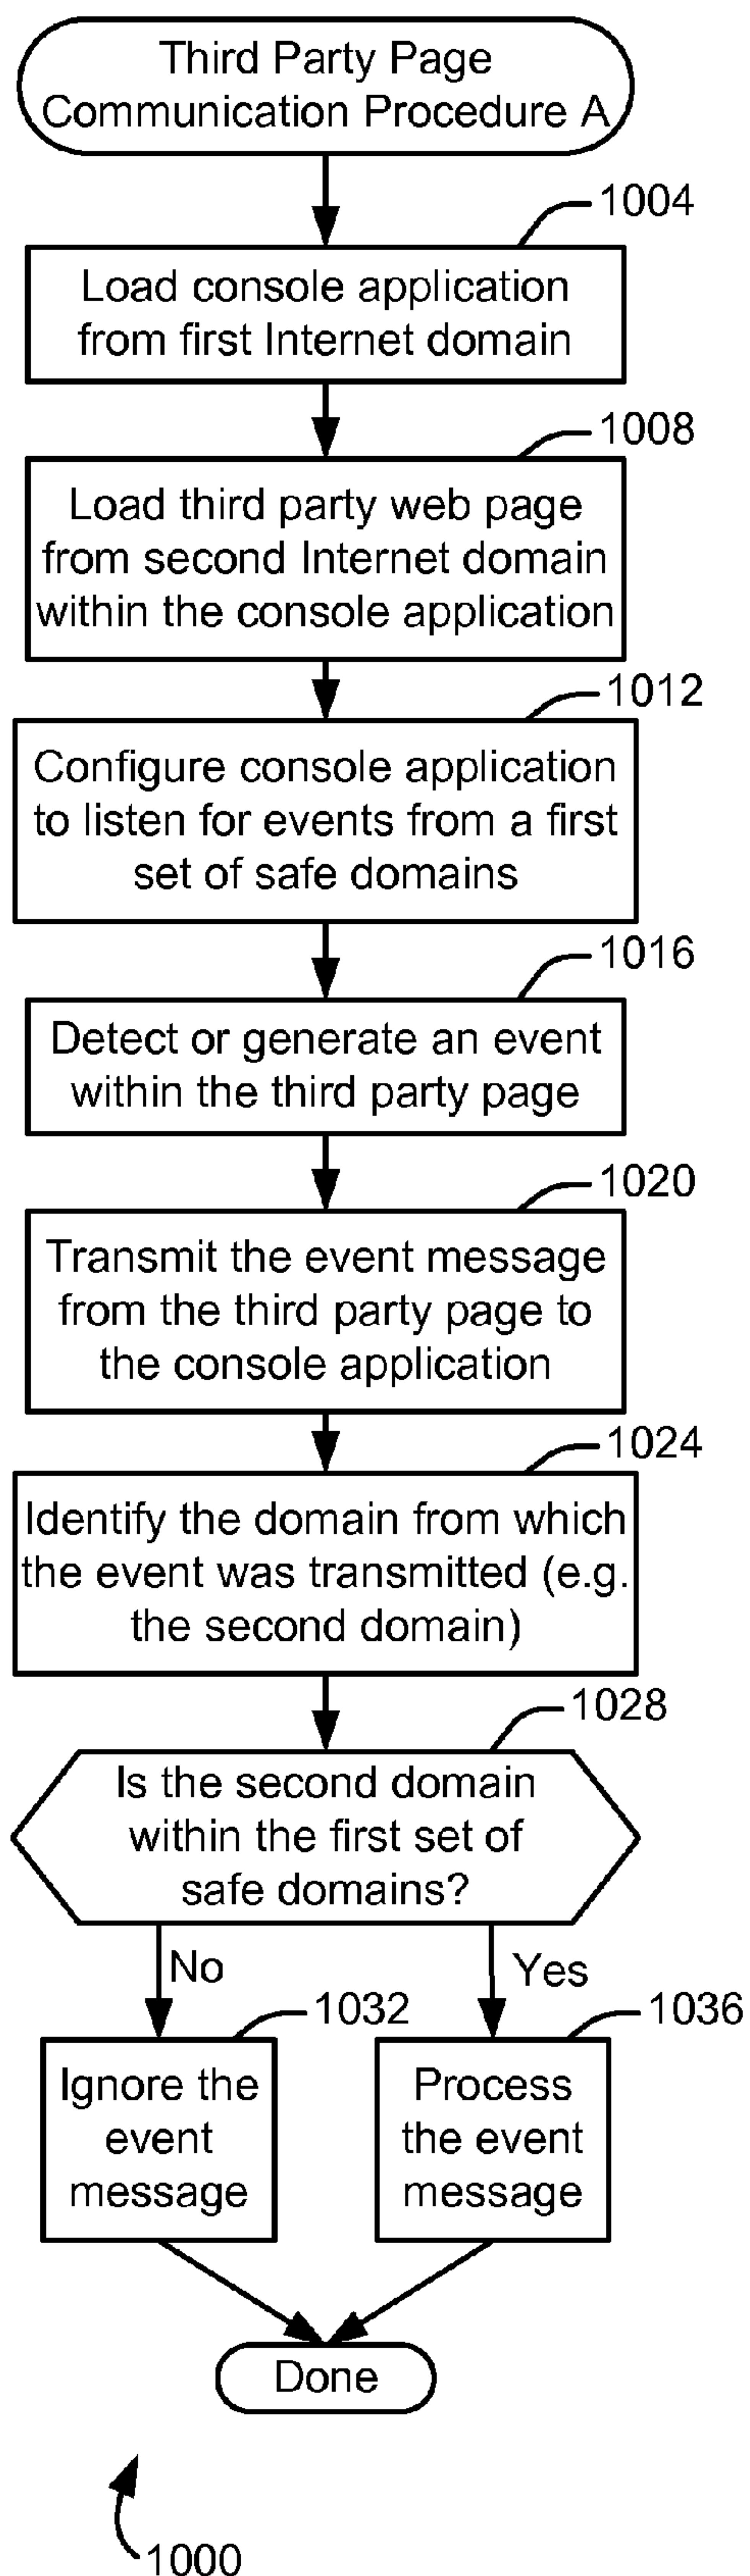 Third Party Page
Communication Procedure A
1004
Load console application
from first Internet domain
1008
Load third party web page
from second Internet domain
within the console application
1012
Configure console application
to listen for events from a first
set of safe domains
1016
Detect or generate an event
within the third party page
1020
Transmit the event message
from the third party page to
the console application
1024
Identify the domain from which
the event was transmitted (e.g.
the second domain)
1028
Is the second domain
within the first set of
safe domains?
No
Yes
1032
Ignore the
event
message
1036
Process
the event
message
Done
1000